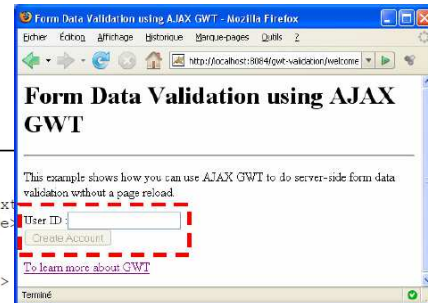 Form Data Validation using AJAX GWT - Mozilla Firefox
Fichier Édition Affichage Historique Marque-pages Outils ?
http://localhost:8084/gwt-validation/welcome
Form Data Validation using AJAX
GWT
This example shows how you can use AJAX GWT to do server-side form data
validation without a page reload.
xt
e>
User ID :
Create Account
To learn more about GWT
>
Terminé